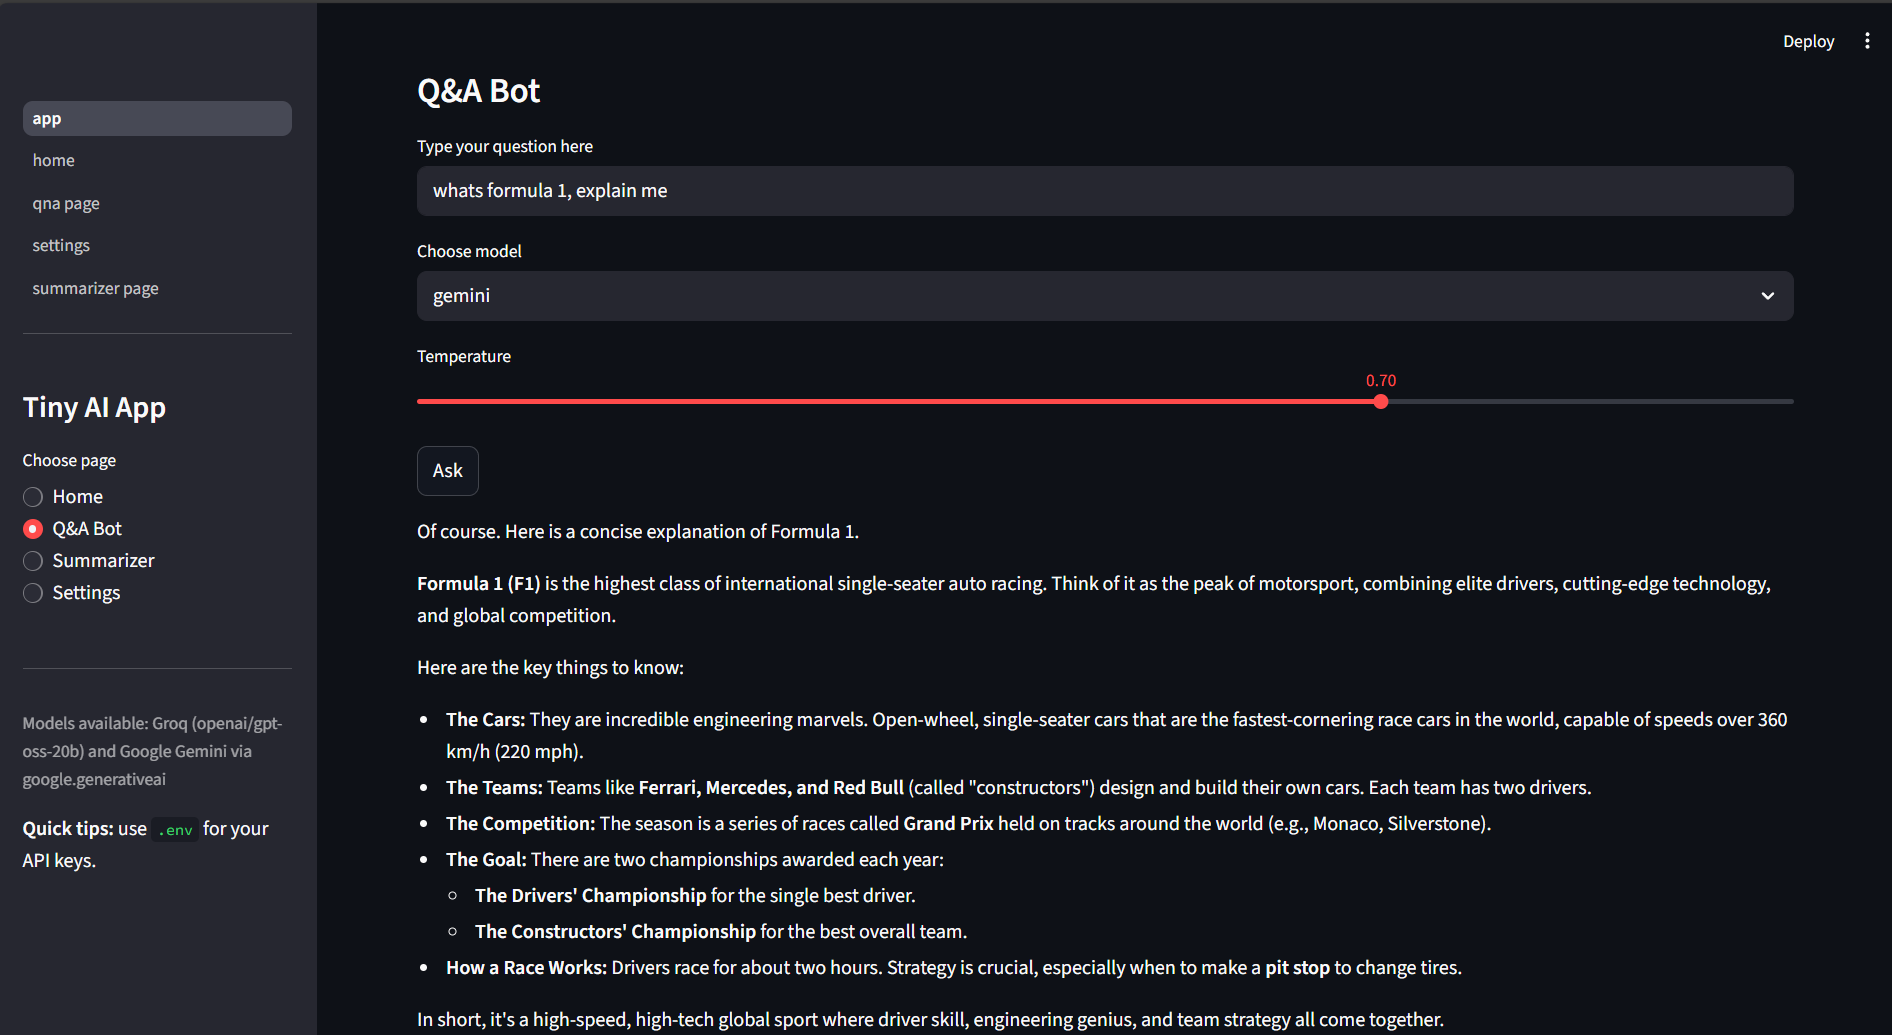 Deploy
app
home
qna page
settings
summarizer page
Tiny AI App
Choose page
Home
Q&A Bot
Summarizer
Settings
Models available: Groq (openai/gpt-
oss-20b) and Google Gemini via
google.generativeai
Quick tips: use .env for your
API keys.
Q&A Bot
Type your question here
whats formula 1, explain me
Choose model
gemini
Temperature
0.70
Ask
Of course. Here is a concise explanation of Formula 1.
Formula 1 (F1) is the highest class of international single-seater auto racing. Think of it as the peak of motorsport, combining elite drivers, cutting-edge technology,
and global competition.
Here are the key things to know:
• The Cars: They are incredible engineering marvels. Open-wheel, single-seater cars that are the fastest-cornering race cars in the world, capable of speeds over 360
km/h (220 mph).
• The Teams: Teams like Ferrari, Mercedes, and Red Bull (called "constructors") design and build their own cars. Each team has two drivers.
• The Competition: The season is a series of races called Grand Prix held on tracks around the world (e.g., Monaco, Silverstone).
• The Goal: There are two championships awarded each year:
○ The Drivers' Championship for the single best driver.
○ The Constructors' Championship for the best overall team.
• How a Race Works: Drivers race for about two hours. Strategy is crucial, especially when to make a pit stop to change tires.
In short, it's a high-speed, high-tech global sport where driver skill, engineering genius, and team strategy all come together.